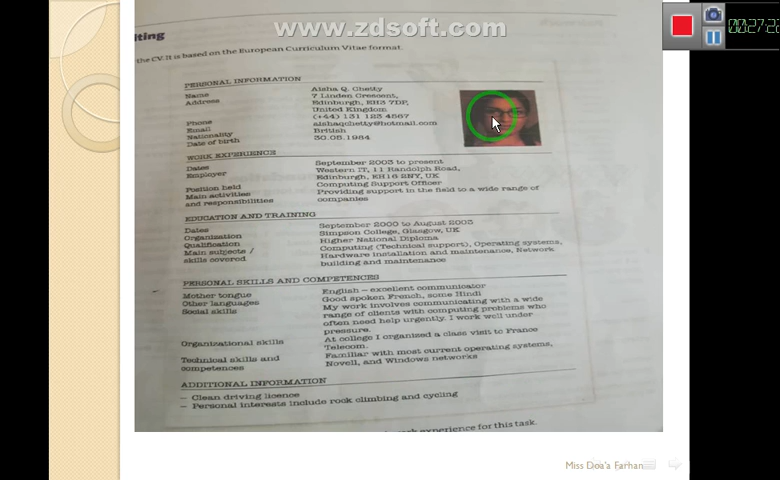 www.zdsoft.com
lting
the CV. It is based on the European Curriculum Vitae format.
PERSONAL INFORMATION
Name Aisha Q. Chetty
Address 7 Linden Crescent,
Edinburgh, EH3 7DP,
United Kingdom
Phone (+44) 131 123 4567
Email aishaqchetty@hotmail.com
Nationality British
Date of birth 30.05.1984
WORK EXPERIENCE
Dates September 2003 to present
Employer Western IT, 11 Randolph Road,
Edinburgh, EH16 2NY, UK
Position held Computing Support Officer
Main activities Providing support in the field to a wide range of
and responsibilities companies
EDUCATION AND TRAINING
Dates September 2000 to August 2003
Organization Simpson College, Glasgow, UK
Qualification Higher National Diploma
Main subjects / Computing (Technical support), Operating systems,
skills covered Hardware installation and maintenance, Network
building and maintenance
PERSONAL SKILLS AND COMPETENCES
Mother tongue English – excellent communicator
Other languages Good spoken French, some Hindi
Social skills My work involves communicating with a wide
range of clients with computing problems who
often need help urgently. I work well under
pressure.
Organizational skills At college I organized a class visit to France
Telecom.
Technical skills and Familiar with most current operating systems,
competences Novell, and Windows networks
ADDITIONAL INFORMATION
– Clean driving licence
– Personal interests include rock climbing and cycling
experience for this task.
Miss Doa'a Farhan